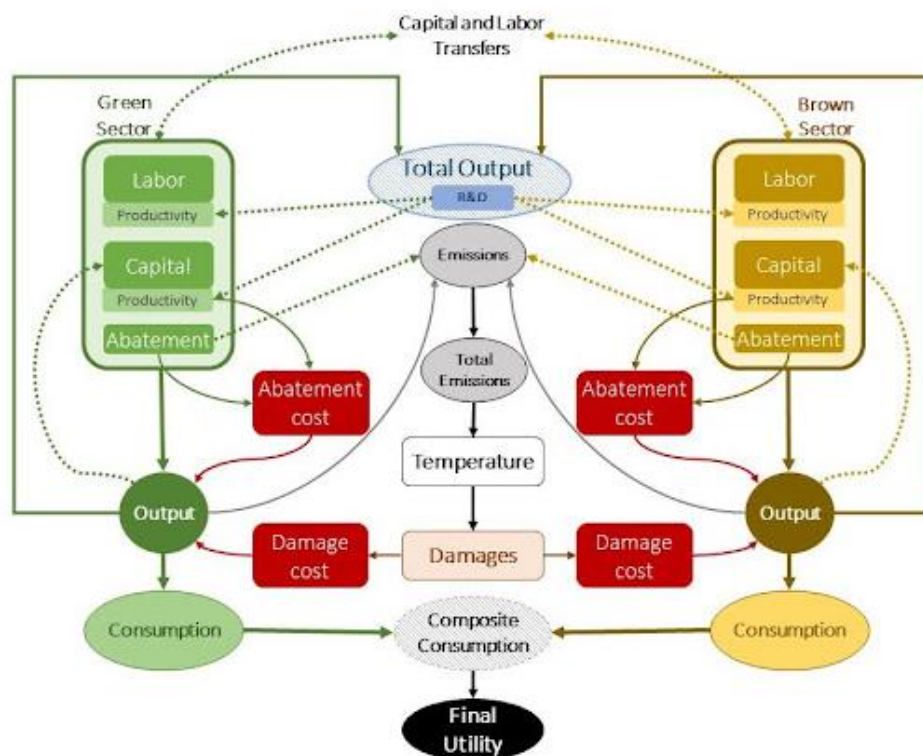 Capital and Labor
Transfers
Green
Sector
Brown
Sector
Total Output
R&D
Labor
Productivity
Capital
Productivity
Abatement
Labor
Productivity
Capital
Productivity
Abatement
Emissions
Total
Emissions
Abatement
cost
Abatement
cost
Temperature
Output
Output
Damage
cost
Damages
Damage
cost
Consumption
Composite
Consumption
Consumption
Final
Utility